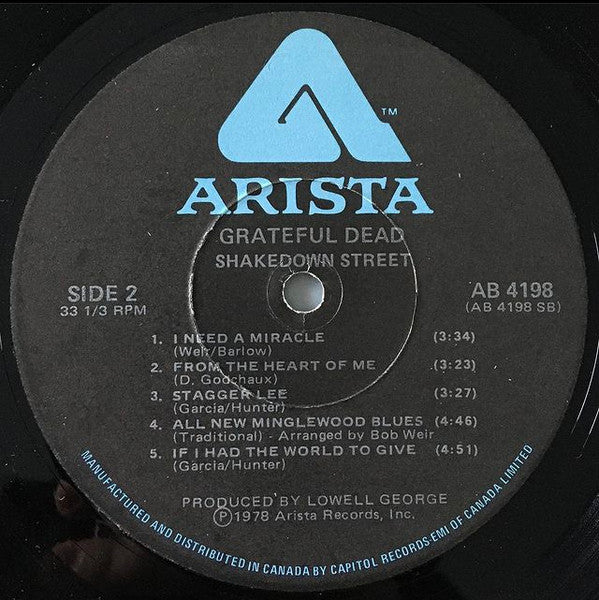 ™
ARISTA
GRATEFUL DEAD
SHAKEDOWN STREET
SIDE 2
33 1/3 RPM
AB 4198
(AB 4198 SB)
1. I NEED A MIRACLE (3:34)
(Weir/Barlow)
2. FROM THE HEART OF ME (3:23)
(D. Godchaux)
3. STAGGER LEE (3:27)
(Garcia/Hunter)
4. ALL NEW MINGLEWOOD BLUES (4:46)
(Traditional) - Arranged by Bob Weir
5. IF I HAD THE WORLD TO GIVE (4:51)
(Garcia/Hunter)
PRODUCED BY LOWELL GEORGE
℗1978 Arista Records, Inc.
MANUFACTURED AND DISTRIBUTED IN CANADA BY CAPITOL RECORDS-EMI OF CANADA LIMITED